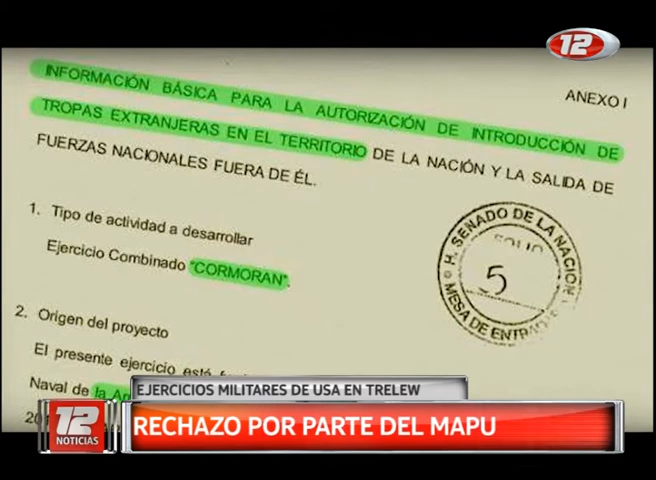 12
ANEXO I
INFORMACIÓN BÁSICA PARA LA AUTORIZACIÓN DE INTRODUCCIÓN DE
TROPAS EXTRANJERAS EN EL TERRITORIO DE LA NACIÓN Y LA SALIDA DE
FUERZAS NACIONALES FUERA DE ÉL.
1. Tipo de actividad a desarrollar
Ejercicio Combinado "CORMORAN".
H. SENADO DE LA NACION
FOLIO
5
MESA DE
2. Origen del proyecto
El presente ejercicio está
Naval de la
EJERCICIOS MILITARES DE USA EN TRELEW
12
NOTICIAS
RECHAZO POR PARTE DEL MAPU